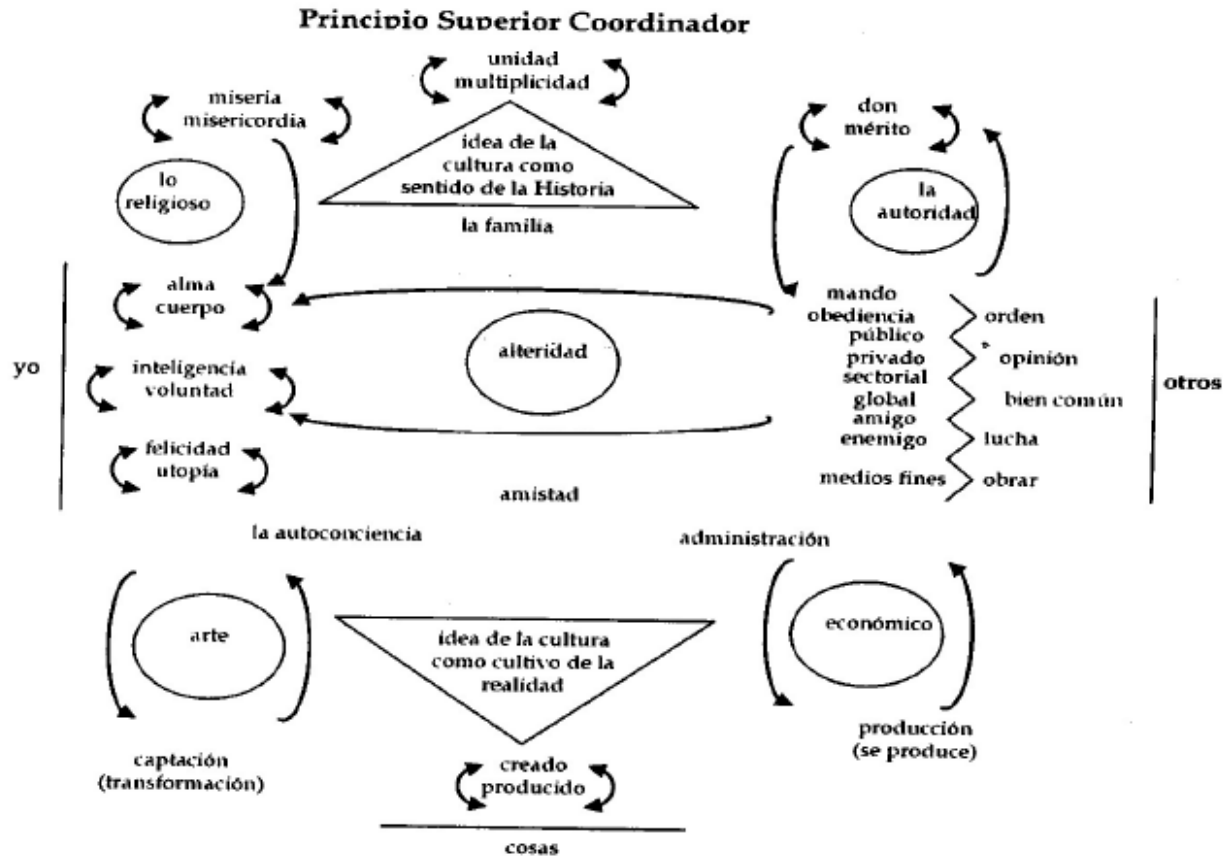 Principio Superior Coordinador
unidad
multiplicidad
miseria
misericordia
don
mérito
idea de la
cultura como
sentido de la Historia
lo
religioso
la
autoridad
la familia
alma
cuerpo
mando
obediencia
orden
público
privado
opinión
alteridad
yo
inteligencia
voluntad
sectorial
global
bien común
otros
amigo
enemigo
lucha
felicidad
utopía
medios fines
obrar
amistad
la autoconciencia
administración
arte
idea de la cultura
como cultivo de la
realidad
económico
captación
(transformación)
producción
(se produce)
creado
producido
cosas